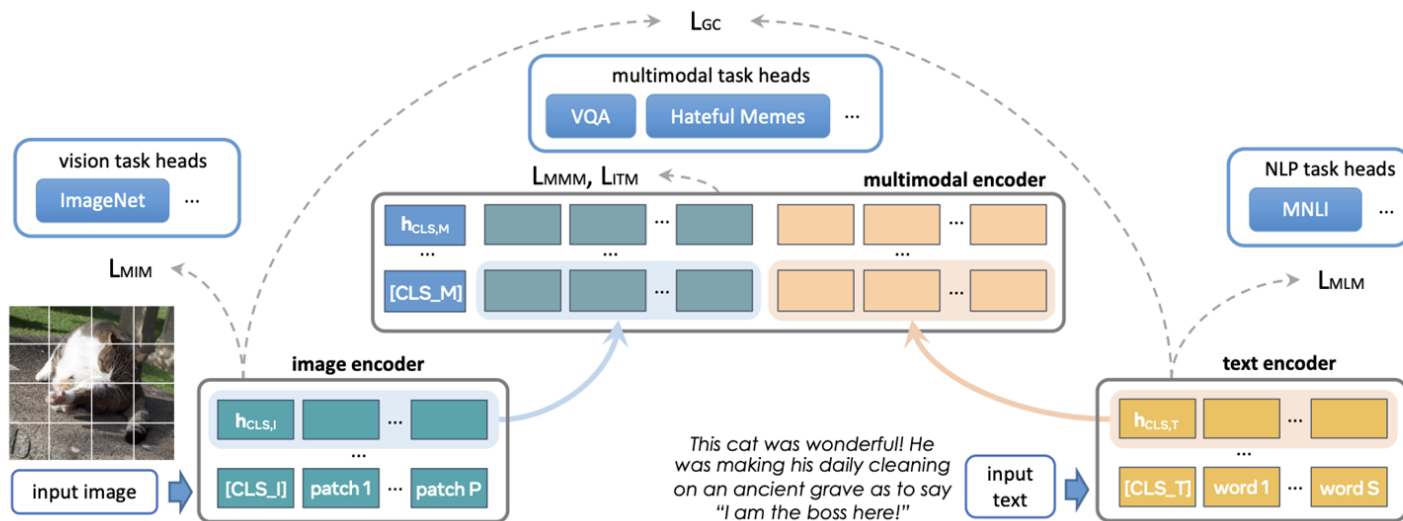 LGC
multimodal task heads
VQA
Hateful Memes
...
vision task heads
ImageNet
...
NLP task heads
MNLI
...
LMMM, LITM
multimodal encoder
hCLS,M
...
...
...
...
...
...
[CLS_M]
...
...
LMIM
LMLM
image encoder
text encoder
hCLS,I
...
...
[CLS_I]
patch 1
...
patch P
input image
This cat was wonderful! He
was making his daily cleaning
on an ancient grave as to say
“I am the boss here!”
input
text
hCLS,T
...
...
[CLS_T]
word 1
...
word S